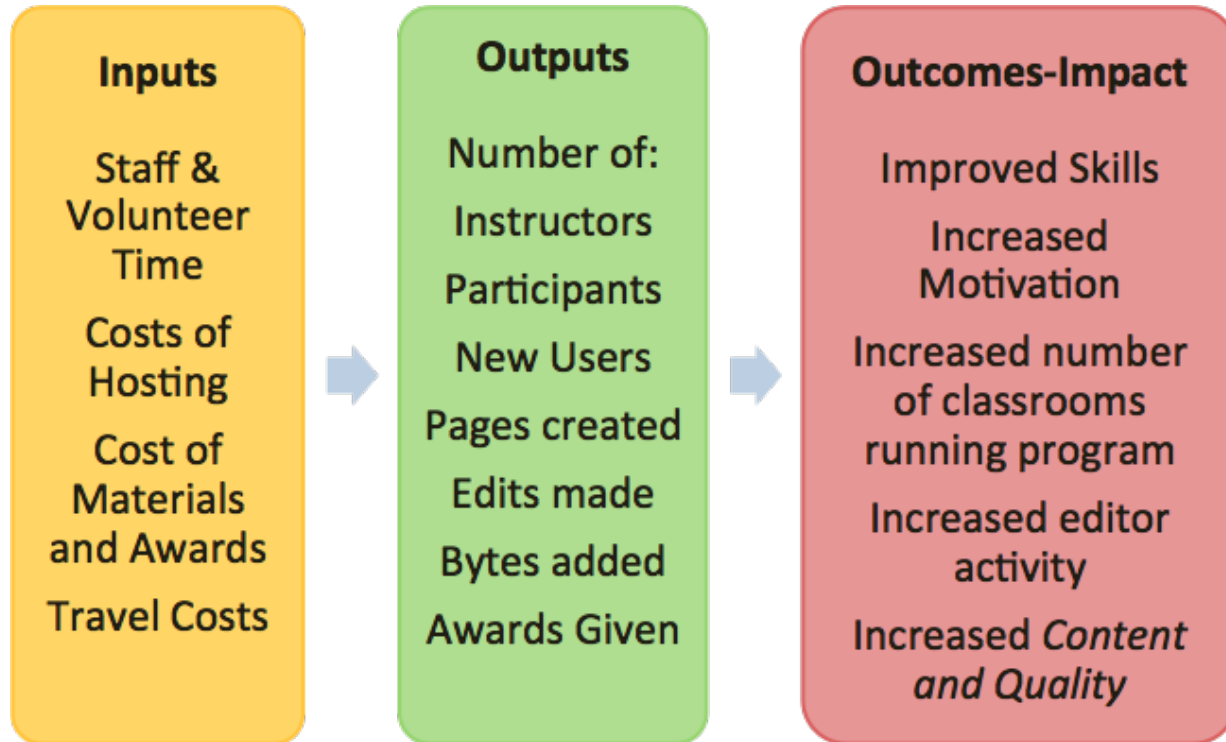 Inputs
Staff &
Volunteer
Time
Costs of
Hosting
Cost of
Materials
and Awards
Travel Costs
Outputs
Number of:
Instructors
Participants
New Users
Pages created
Edits made
Bytes added
Awards Given
Outcomes-Impact
Improved Skills
Increased
Motivation
Increased number
of classrooms
running program
Increased editor
activity
Increased Content
and Quality